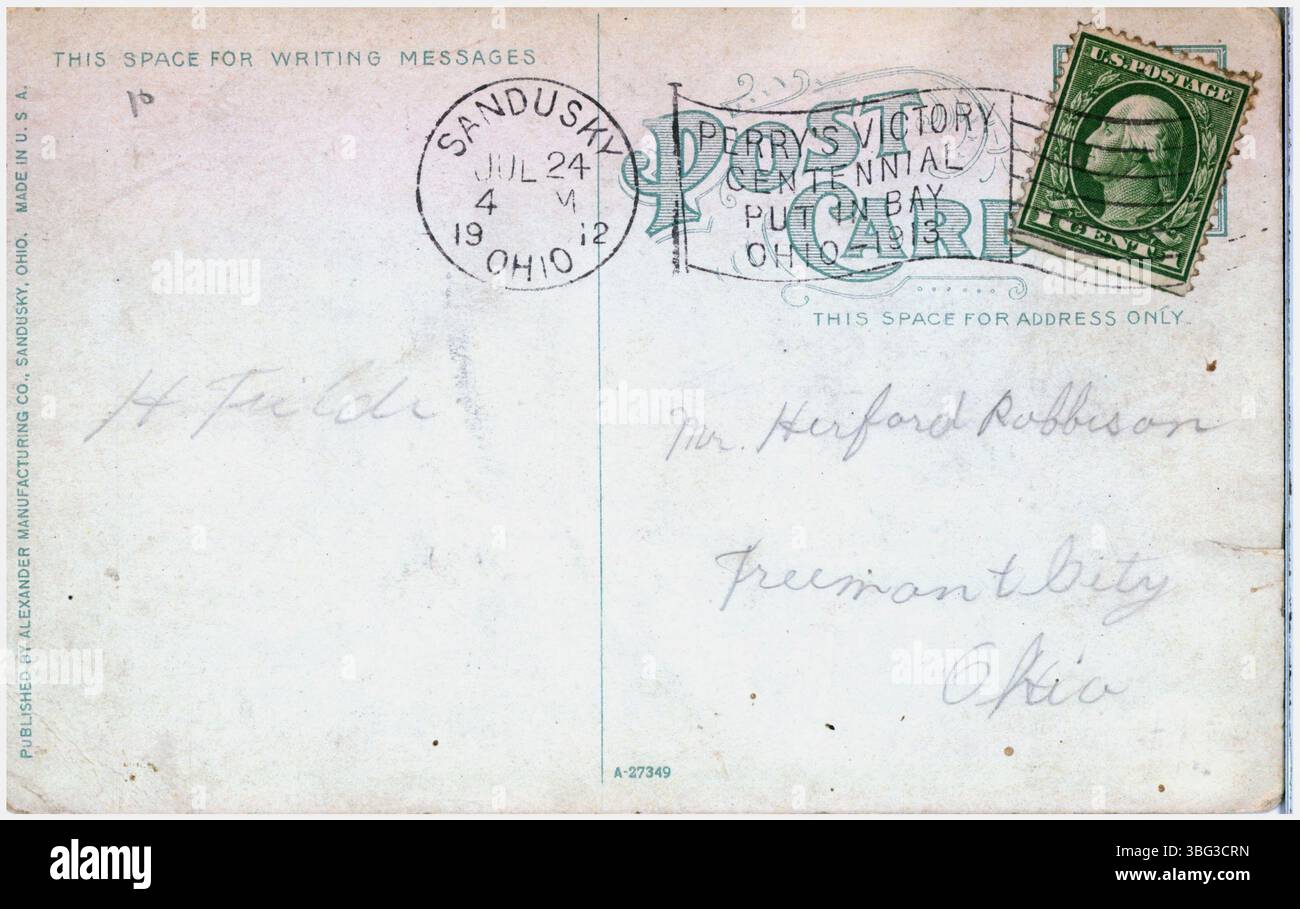 THIS SPACE FOR WRITING MESSAGES
10
SANDUSKY
JUL 24
4 M
19 12
OHIO
POST CARD
PERRY'S VICTORY
CENTENNIAL
PUT IN BAY
OHIO-1913
U.S. POSTAGE
1 CENT 1
THIS SPACE FOR ADDRESS ONLY.
PUBLISHED BY ALEXANDER MANUFACTURING CO., SANDUSKY, OHIO. MADE IN U. S. A.
H
Mr. Herford Robbison
Freemont City
Ohio
A-27349
alamy
a
alamy
Image ID: 3BG3CRN
www.alamy.com